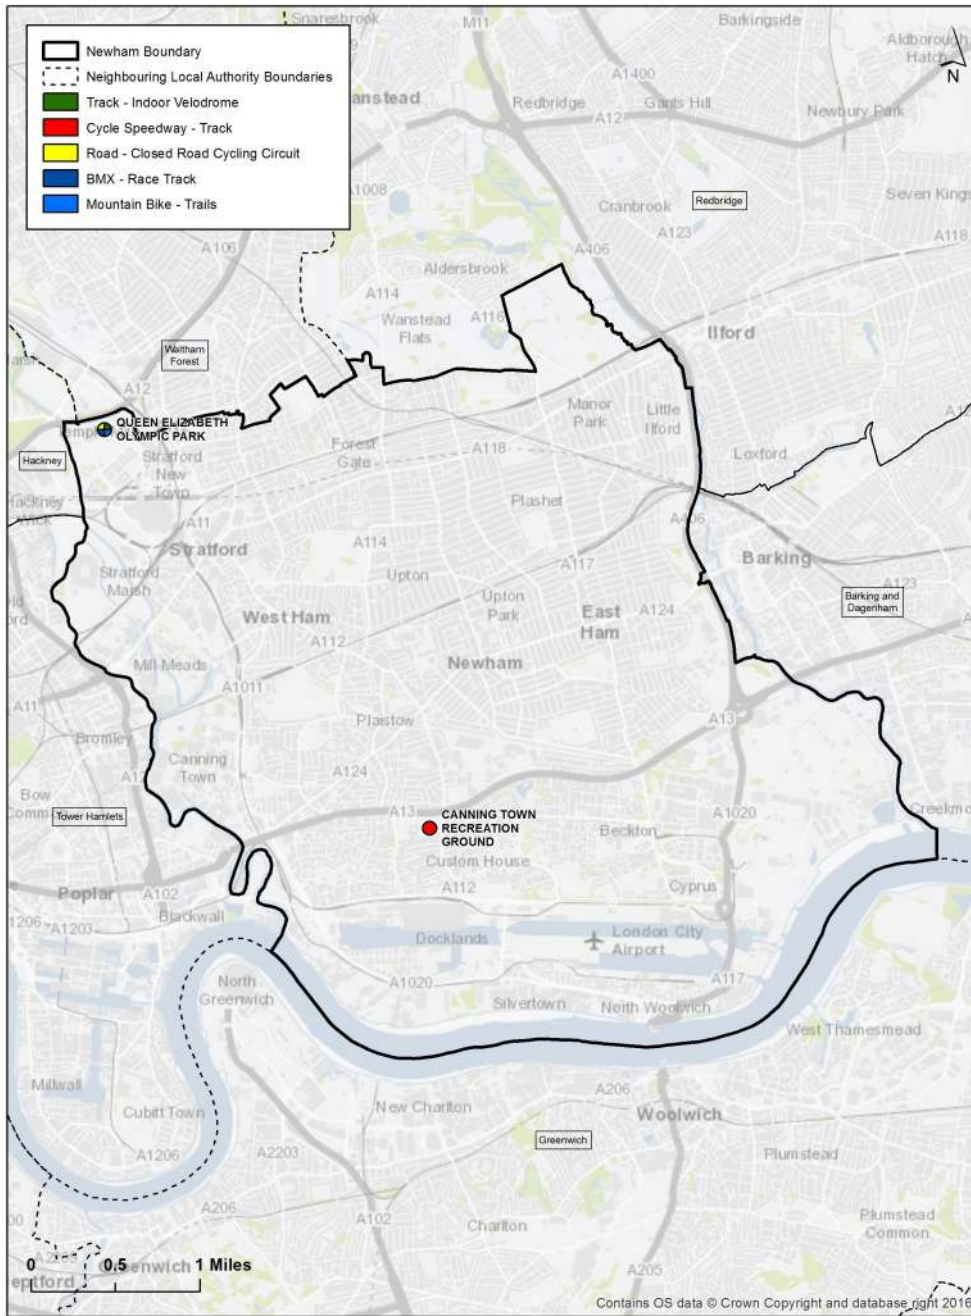 Newham Boundary
Neighbouring Local Authority Boundaries
Track - Indoor Velodrome
Cycle Speedway - Track
Road - Closed Road Cycling Circuit
BMX - Race Track
Mountain Bike - Trails
Snaresbrook
M11
Barkingside
Aldborough
Hatch
N
A1400
Redbridge
Gants Hill
A12
Newbury Park
A1008
Cranbrook
Redbridge
Seven Kings
A123
A118
A106
A406
Aldersbrook
A114
Wanstead
Flats
A116
Ilford
Waltham
Forest
A12
QUEEN ELIZABETH
OLYMPIC PARK
Manor
Park
Little
Ilford
Hackney
Stratford
New
Town
Forest
Gate
A118
Loxford
Plashet
A11
A406
Stratford
A114
A117
Barking
Stratford
Marsh
Upton
A123
Upton
Park
East
Ham
A124
Barking and
Dagenham
West Ham
A112
Mill Meads
Newham
A1011
A11
Plaistow
A13
Bromley
Canning
Town
A124
Bow
Tower Hamlets
A13
CANNING TOWN
RECREATION
GROUND
A1020
Beckton
Custom House
A112
Cyprus
Poplar
A102
Blackwall
A1206
A1203
Docklands
London City
Airport
A1020
A117
North
Greenwich
Silvertown
North Woolwich
West Thamesmead
Millwall
Cubitt Town
New Charlton
A206
Woolwich
Greenwich
A1206
A2203
Plumstead
A206
A102
Charlton
Plumstead
Common
A205
Greenwich
0 0.5 1 Miles
Contains OS data © Crown Copyright and database right 2016